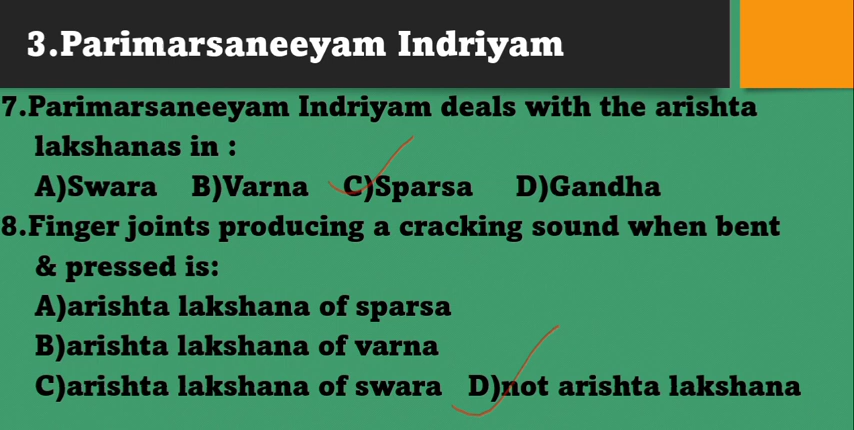 3.Parimarsaneeyam Indriyam
7.Parimarsaneeyam Indriyam deals with the arishta
lakshanas in :
A)Swara B)Varna C)Sparsa D)Gandha
8.Finger joints producing a cracking sound when bent
& pressed is:
A)arishta lakshana of sparsa
B)arishta lakshana of varna
C)arishta lakshana of swara D)not arishta lakshana